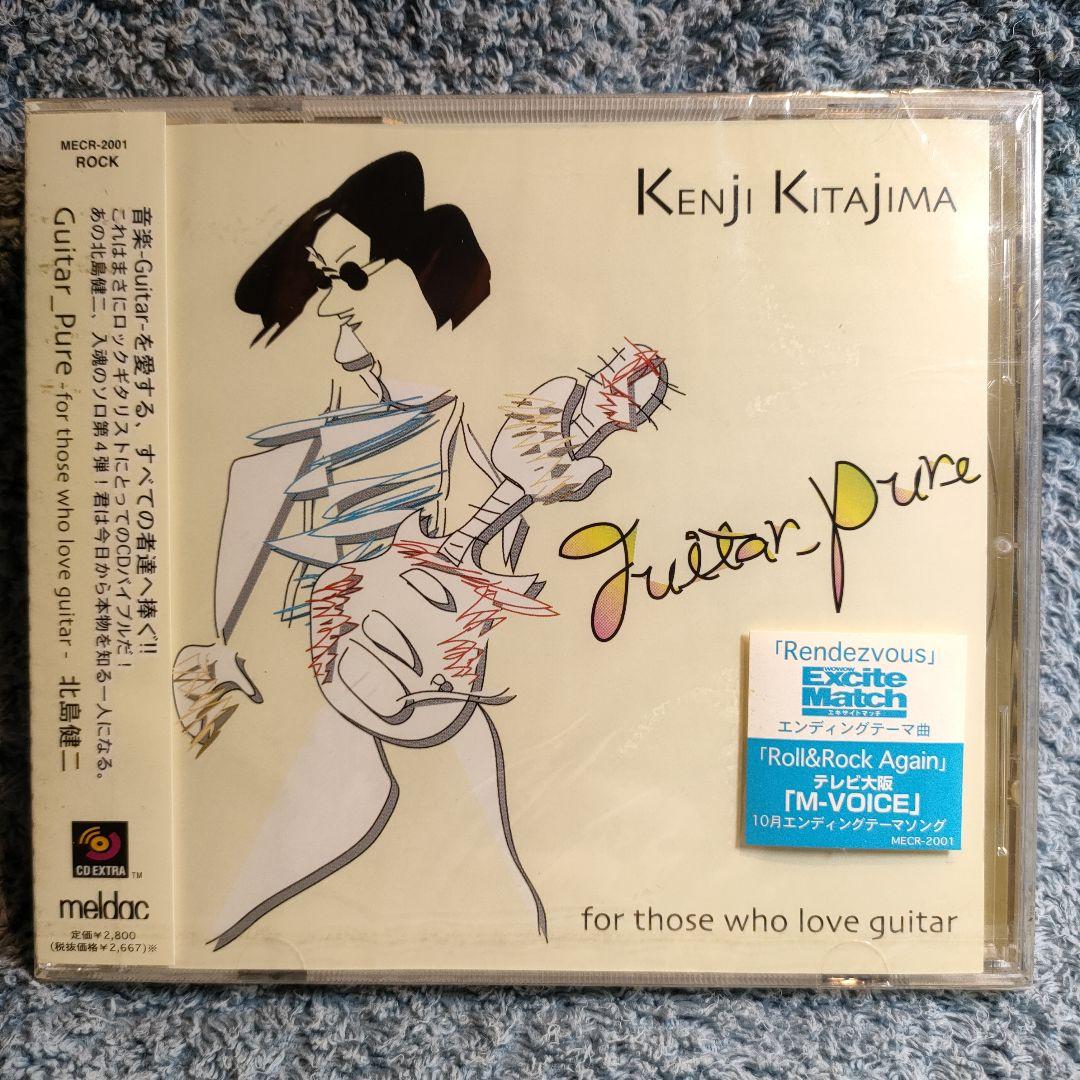 MECR-2001
ROCK
音楽-Guitar-を愛する、すべての者達へ捧ぐ!!
これはまさにロックギタリストにとってのCDバイブルだ！
あの北島健二、入魂のソロ第4弾！君は今日から本物を知る一人になる。
Guitar_Pure -for those who love guitar- 北島健二
CD EXTRA TM
meldac
定価¥2,800
(税抜価格¥2,667)※
KENJI KITAJIMA
guitar_pure
「Rendezvous」
WOWOW
Excite
Match
エキサイトマッチ
エンディングテーマ曲
「Roll&Rock Again」
テレビ大阪
「M-VOICE」
10月エンディングテーマソング
MECR-2001
for those who love guitar